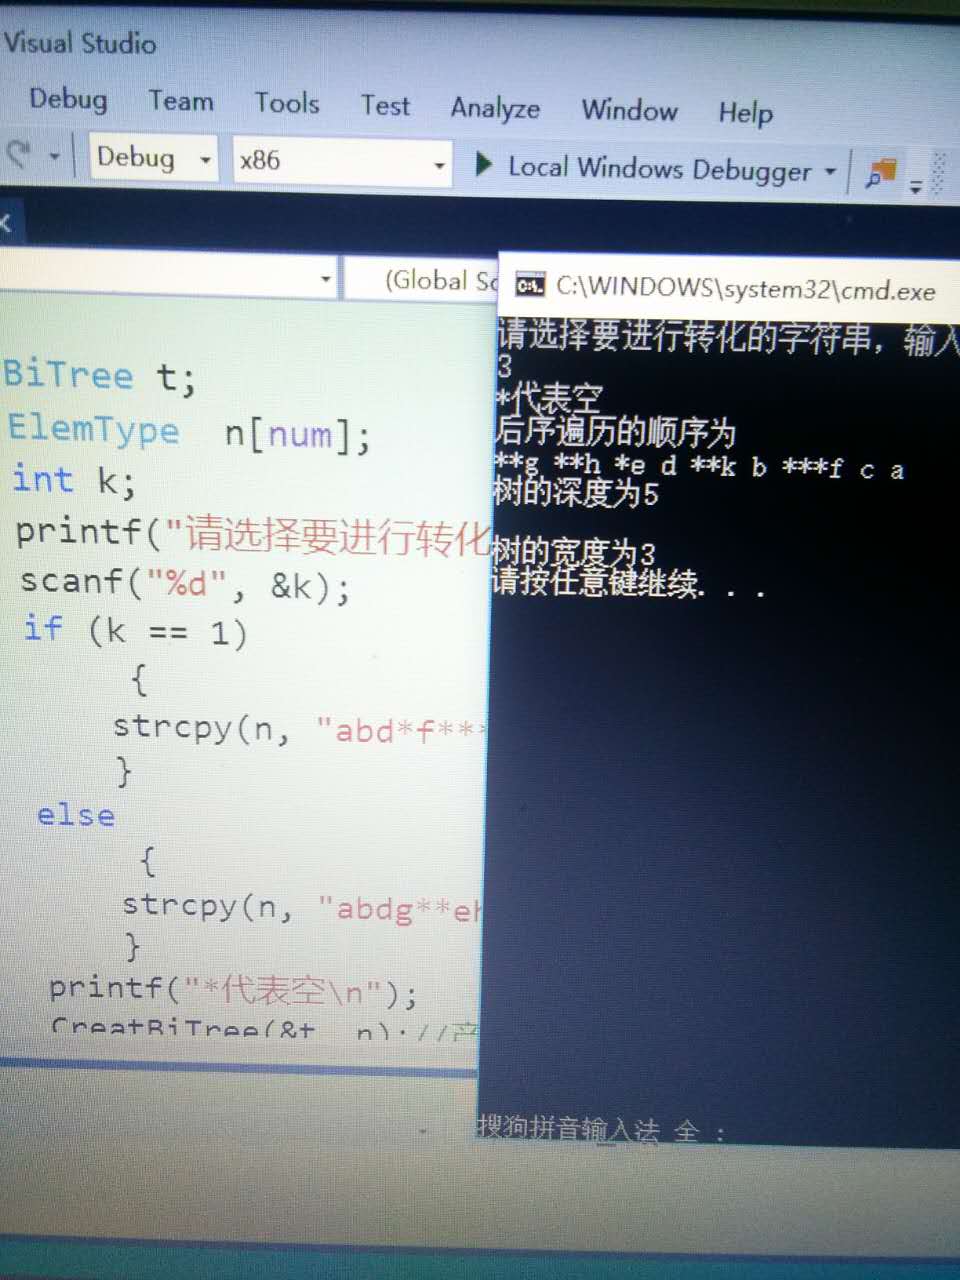 Visual Studio
Debug Team Tools Test Analyze Window Help
Debug x86 Local Windows Debugger
(Global Sc
BiTree t;
ElemType n[num];
int k;
printf("请选择要进行转化
scanf("%d", &k);
if (k == 1)
{
strcpy(n, "abd*f***
}
else
{
strcpy(n, "abdg**eh
}
printf("*代表空\n");
CreatBiTree(&t, n);//产
C:\WINDOWS\system32\cmd.exe
请选择要进行转化的字符串，输入
3
*代表空
后序遍历的顺序为
**g **h *e d **k b ***f c a
树的深度为5
树的宽度为3
请按任意键继续. . .
搜狗拼音输入法 全 :